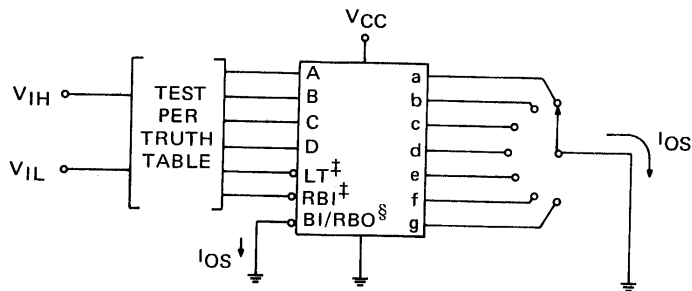 VCC
VIH
VIL
TEST
PER
TRUTH
TABLE
A
B
C
D
LT‡
RBI‡
BI/RBO§
a
b
c
d
e
f
g
IOS
IOS